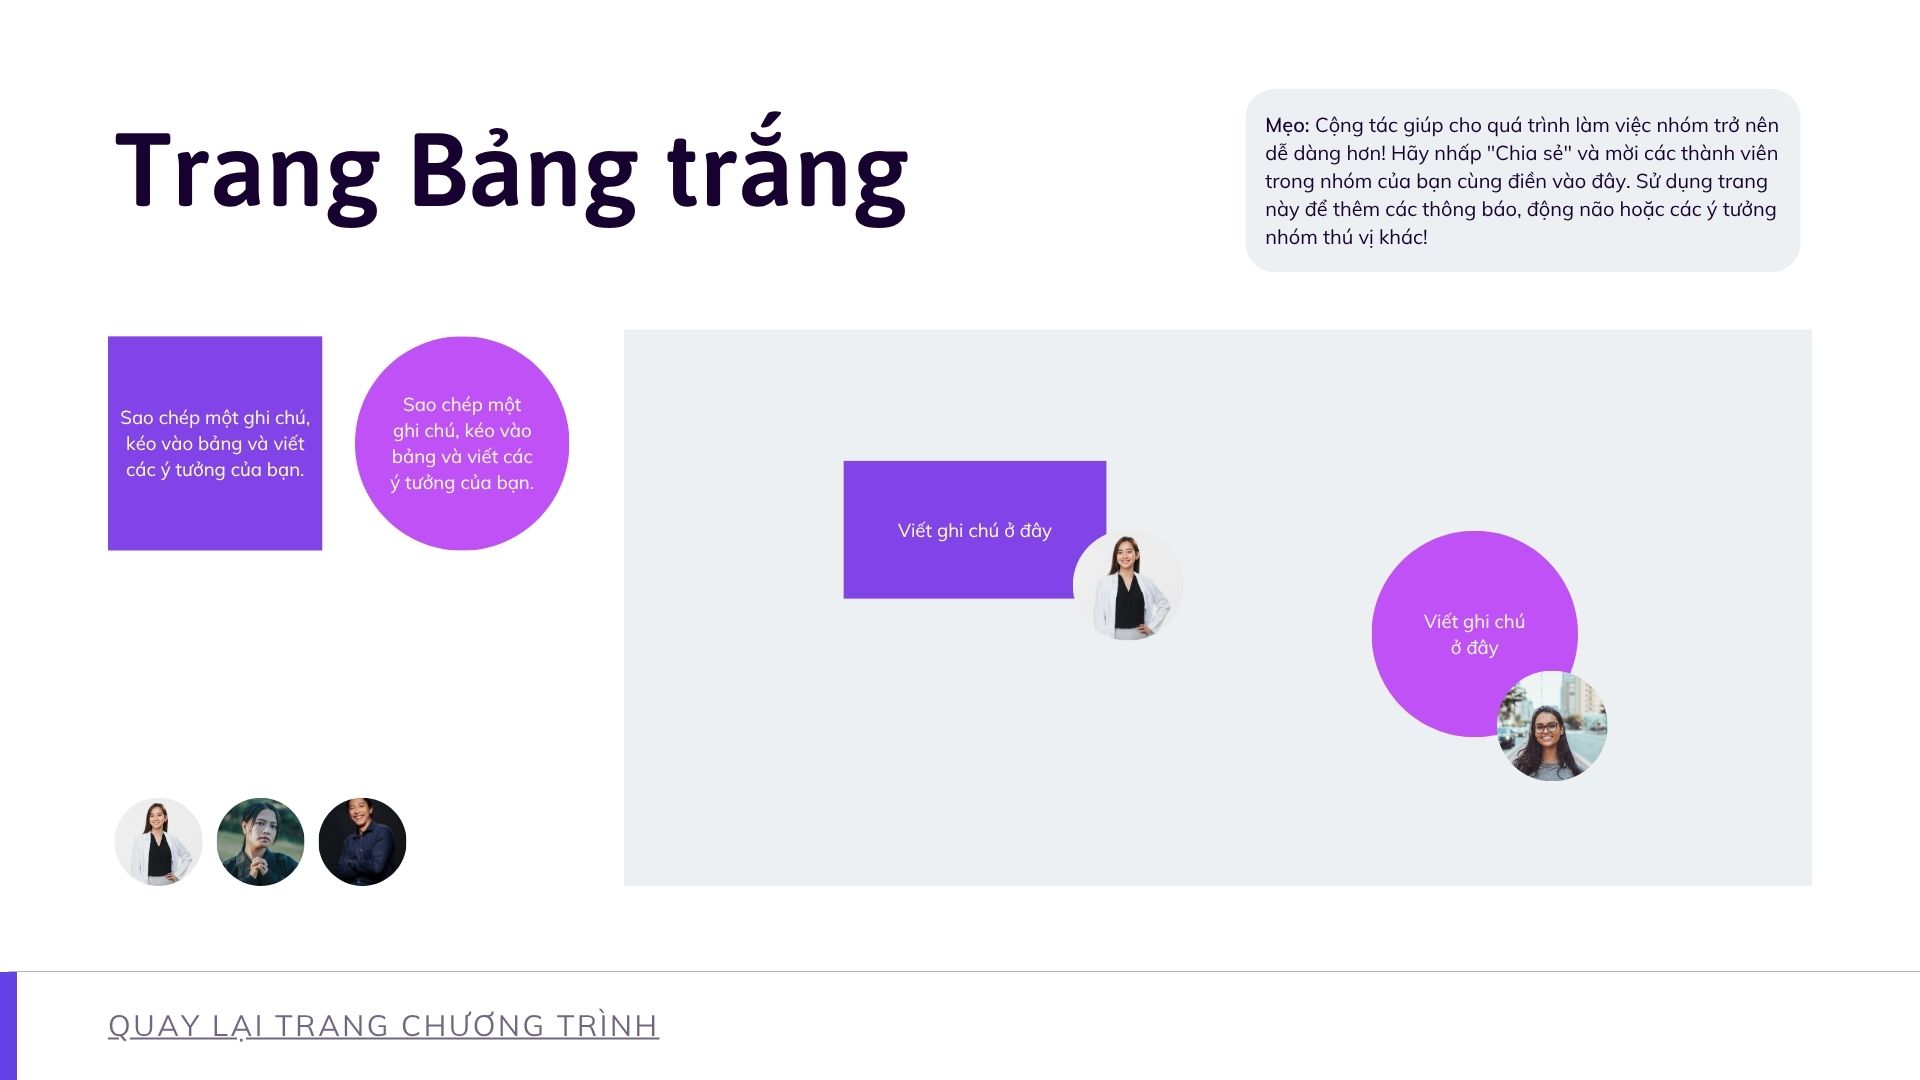 Trang Bảng trắng
Mẹo: Cộng tác giúp cho quá trình làm việc nhóm trở nên
dễ dàng hơn! Hãy nhấp "Chia sẻ" và mời các thành viên
trong nhóm của bạn cùng điền vào đây. Sử dụng trang
này để thêm các thông báo, động não hoặc các ý tưởng
nhóm thú vị khác!
Sao chép một ghi chú,
kéo vào bảng và viết
các ý tưởng của bạn.
Sao chép một
ghi chú, kéo vào
bảng và viết các
ý tưởng của bạn.
Viết ghi chú ở đây
Viết ghi chú
ở đây
QUAY LẠI TRANG CHƯƠNG TRÌNH